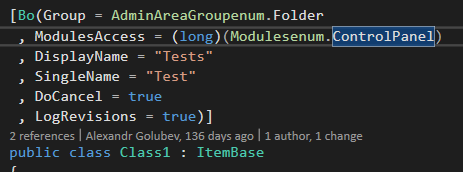 [Bo(Group = AdminAreaGroupenum.Folder
, ModulesAccess = (long)(Modulesenum.ControlPanel)
, DisplayName = "Tests"
, SingleName = "Test"
, DoCancel = true
, LogRevisions = true)]
2 references | Alexandr Golubev, 136 days ago | 1 author, 1 change
public class Class1 : ItemBase
{